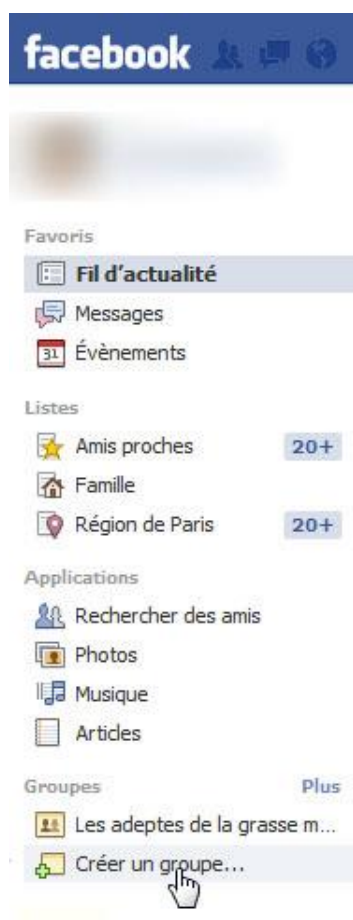 facebook
Favoris
Fil d'actualité
Messages
31 Évènements
Listes
Amis proches 20+
Famille
Région de Paris 20+
Applications
Rechercher des amis
Photos
Musique
Articles
Groupes Plus
Les adeptes de la grasse m...
Créer un groupe...